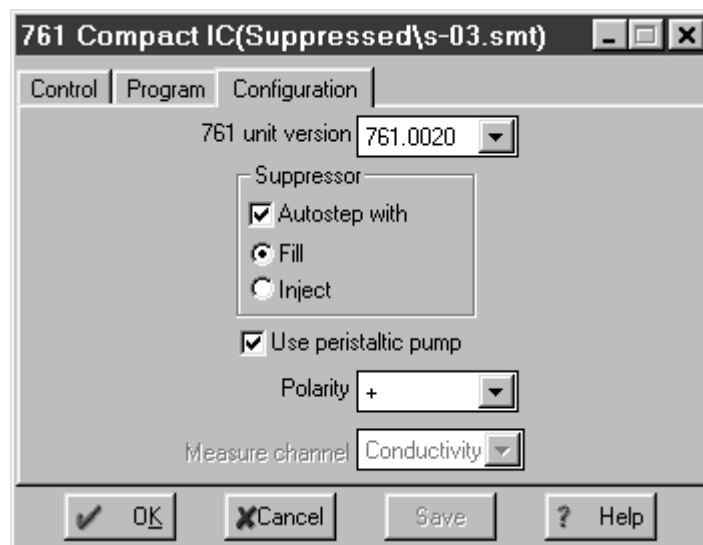 761 Compact IC(Suppressed\s-03.smt)
Control Program Configuration
761 unit version 761.0020
Suppressor
Autostep with
Fill
Inject
Use peristaltic pump
Polarity +
Measure channel Conductivity
OK Cancel Save ? Help